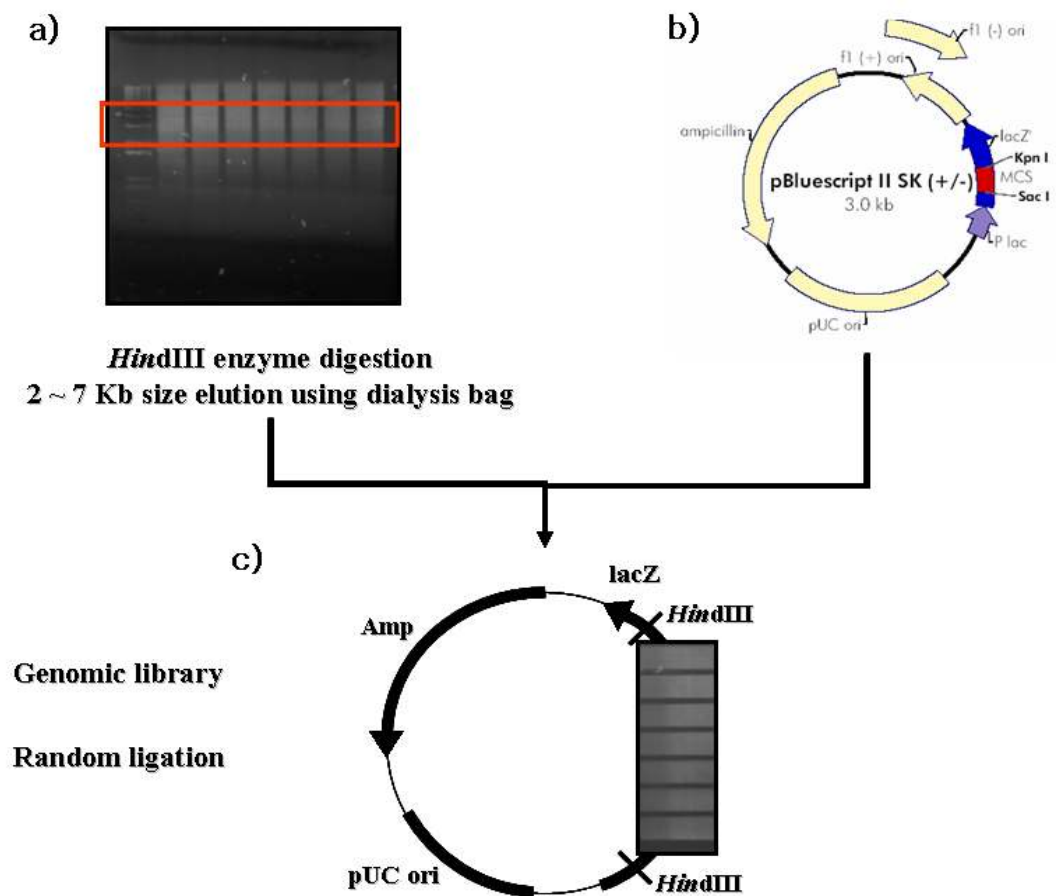 a)
b)
f1 (-) ori
f1 (+) ori
ampicillin
lacZ'
Kpn I
MCS
pBluescript II SK (+/-)
3.0 kb
Sac I
P lac
pUC ori
HindIII enzyme digestion
2 ~ 7 Kb size elution using dialysis bag
c)
lacZ
HindIII
Amp
Genomic library
Random ligation
pUC ori
HindIII